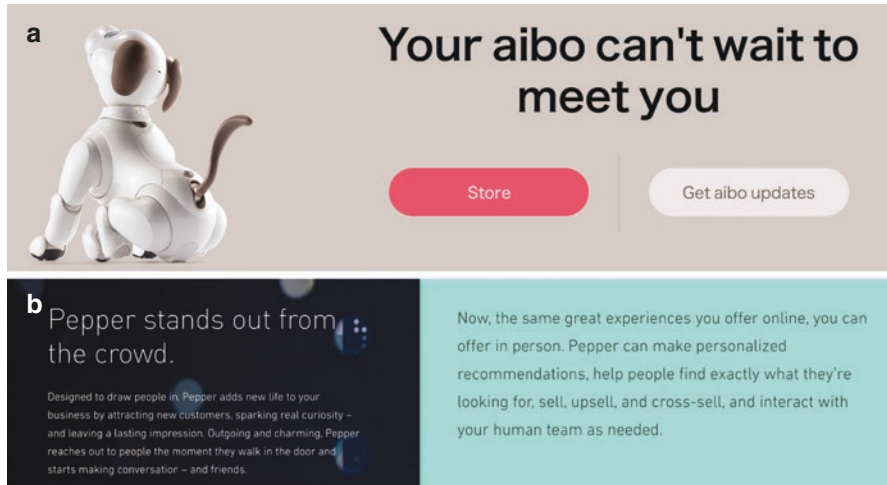 a
Your aibo can't wait to
meet you
Store
Get aibo updates
b
Pepper stands out from
the crowd.
Designed to draw people in, Pepper adds new life to your
business by attracting new customers, sparking real curiosity –
and leaving a lasting impression. Outgoing and charming, Pepper
reaches out to people the moment they walk in the door and
starts making conversation – and friends.
Now, the same great experiences you offer online, you can
offer in person. Pepper can make personalized
recommendations, help people find exactly what they're
looking for, sell, upsell, and cross-sell, and interact with
your human team as needed.